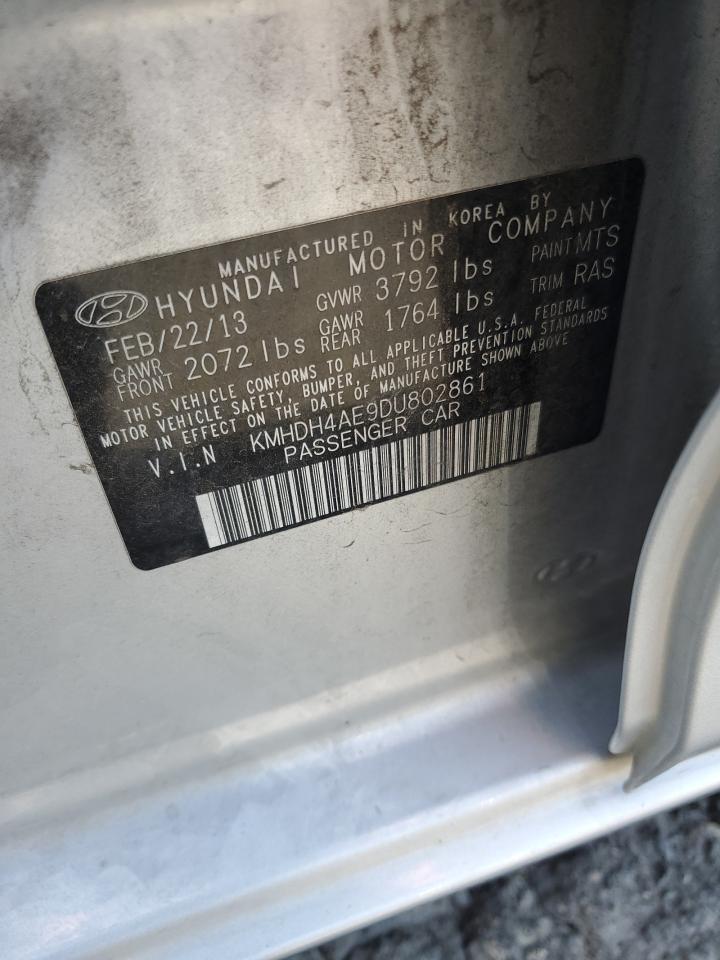 MANUFACTURED IN KOREA BY
HYUNDAI MOTOR COMPANY
FEB/22/13 GVWR 3792 lbs PAINT MTS
GAWR FRONT 2072 lbs GAWR REAR 1764 lbs TRIM RAS
THIS VEHICLE CONFORMS TO ALL APPLICABLE U.S.A. FEDERAL
MOTOR VEHICLE SAFETY, BUMPER, AND THEFT PREVENTION STANDARDS
IN EFFECT ON THE DATE OF MANUFACTURE SHOWN ABOVE
V.I.N KMHDH4AE9DU802861
PASSENGER CAR